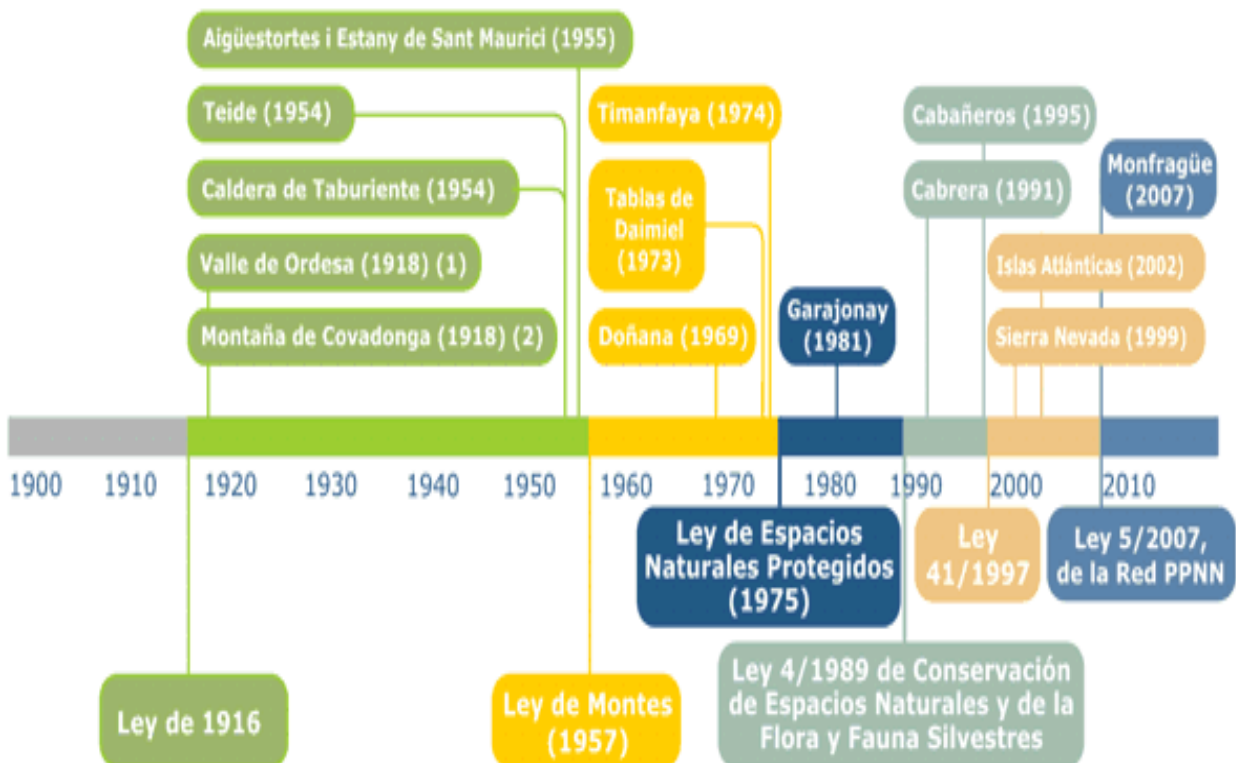 Aigüestortes i Estany de Sant Maurici (1955)
Teide (1954)
Caldera de Taburiente (1954)
Valle de Ordesa (1918) (1)
Montaña de Covadonga (1918) (2)
Timanfaya (1974)
Tablas de
Daimiel
(1973)
Doñana (1969)
Garajonay
(1981)
Cabañeros (1995)
Cabrera (1991)
Monfragüe
(2007)
Islas Atlánticas (2002)
Sierra Nevada (1999)
1900 1910 1920 1930 1940 1950 1960 1970 1980 1990 2000 2010
Ley de Espacios
Naturales Protegidos
(1975)
Ley
41/1997
Ley 5/2007,
de la Red PPNN
Ley de 1916
Ley de Montes
(1957)
Ley 4/1989 de Conservación
de Espacios Naturales y de la
Flora y Fauna Silvestres